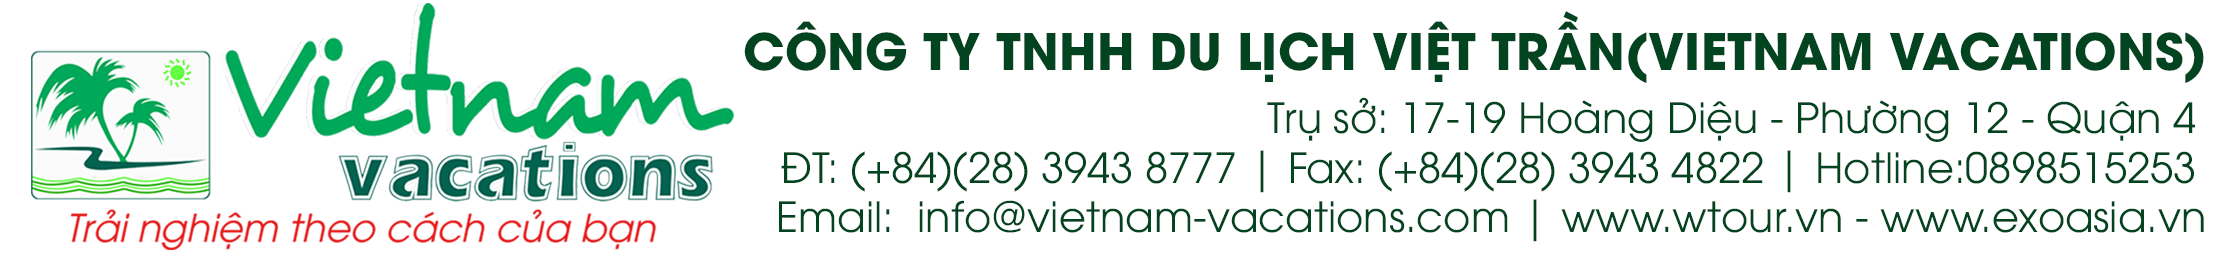 Vietnam
vacations
Trải nghiệm theo cách của bạn
CÔNG TY TNHH DU LỊCH VIỆT TRẦN(VIETNAM VACATIONS)
Trụ sở: 17-19 Hoàng Diệu - Phường 12 - Quận 4
ĐT: (+84)(28) 3943 8777 | Fax: (+84)(28) 3943 4822 | Hotline:0898515253
Email: info@vietnam-vacations.com | www.wtour.vn - www.exoasia.vn